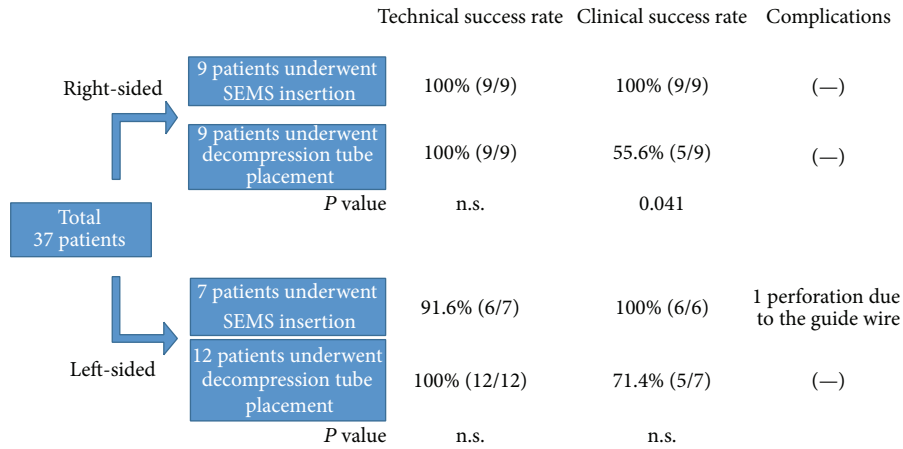 Technical success rate Clinical success rate Complications
Right-sided
9 patients underwent
SEMS insertion
100% (9/9) 100% (9/9) (—)
9 patients underwent
decompression tube
placement
100% (9/9) 55.6% (5/9) (—)
P value n.s. 0.041
Total
37 patients
7 patients underwent
SEMS insertion
91.6% (6/7) 100% (6/6) 1 perforation due
to the guide wire
Left-sided
12 patients underwent
decompression tube
placement
100% (12/12) 71.4% (5/7) (—)
P value n.s. n.s.